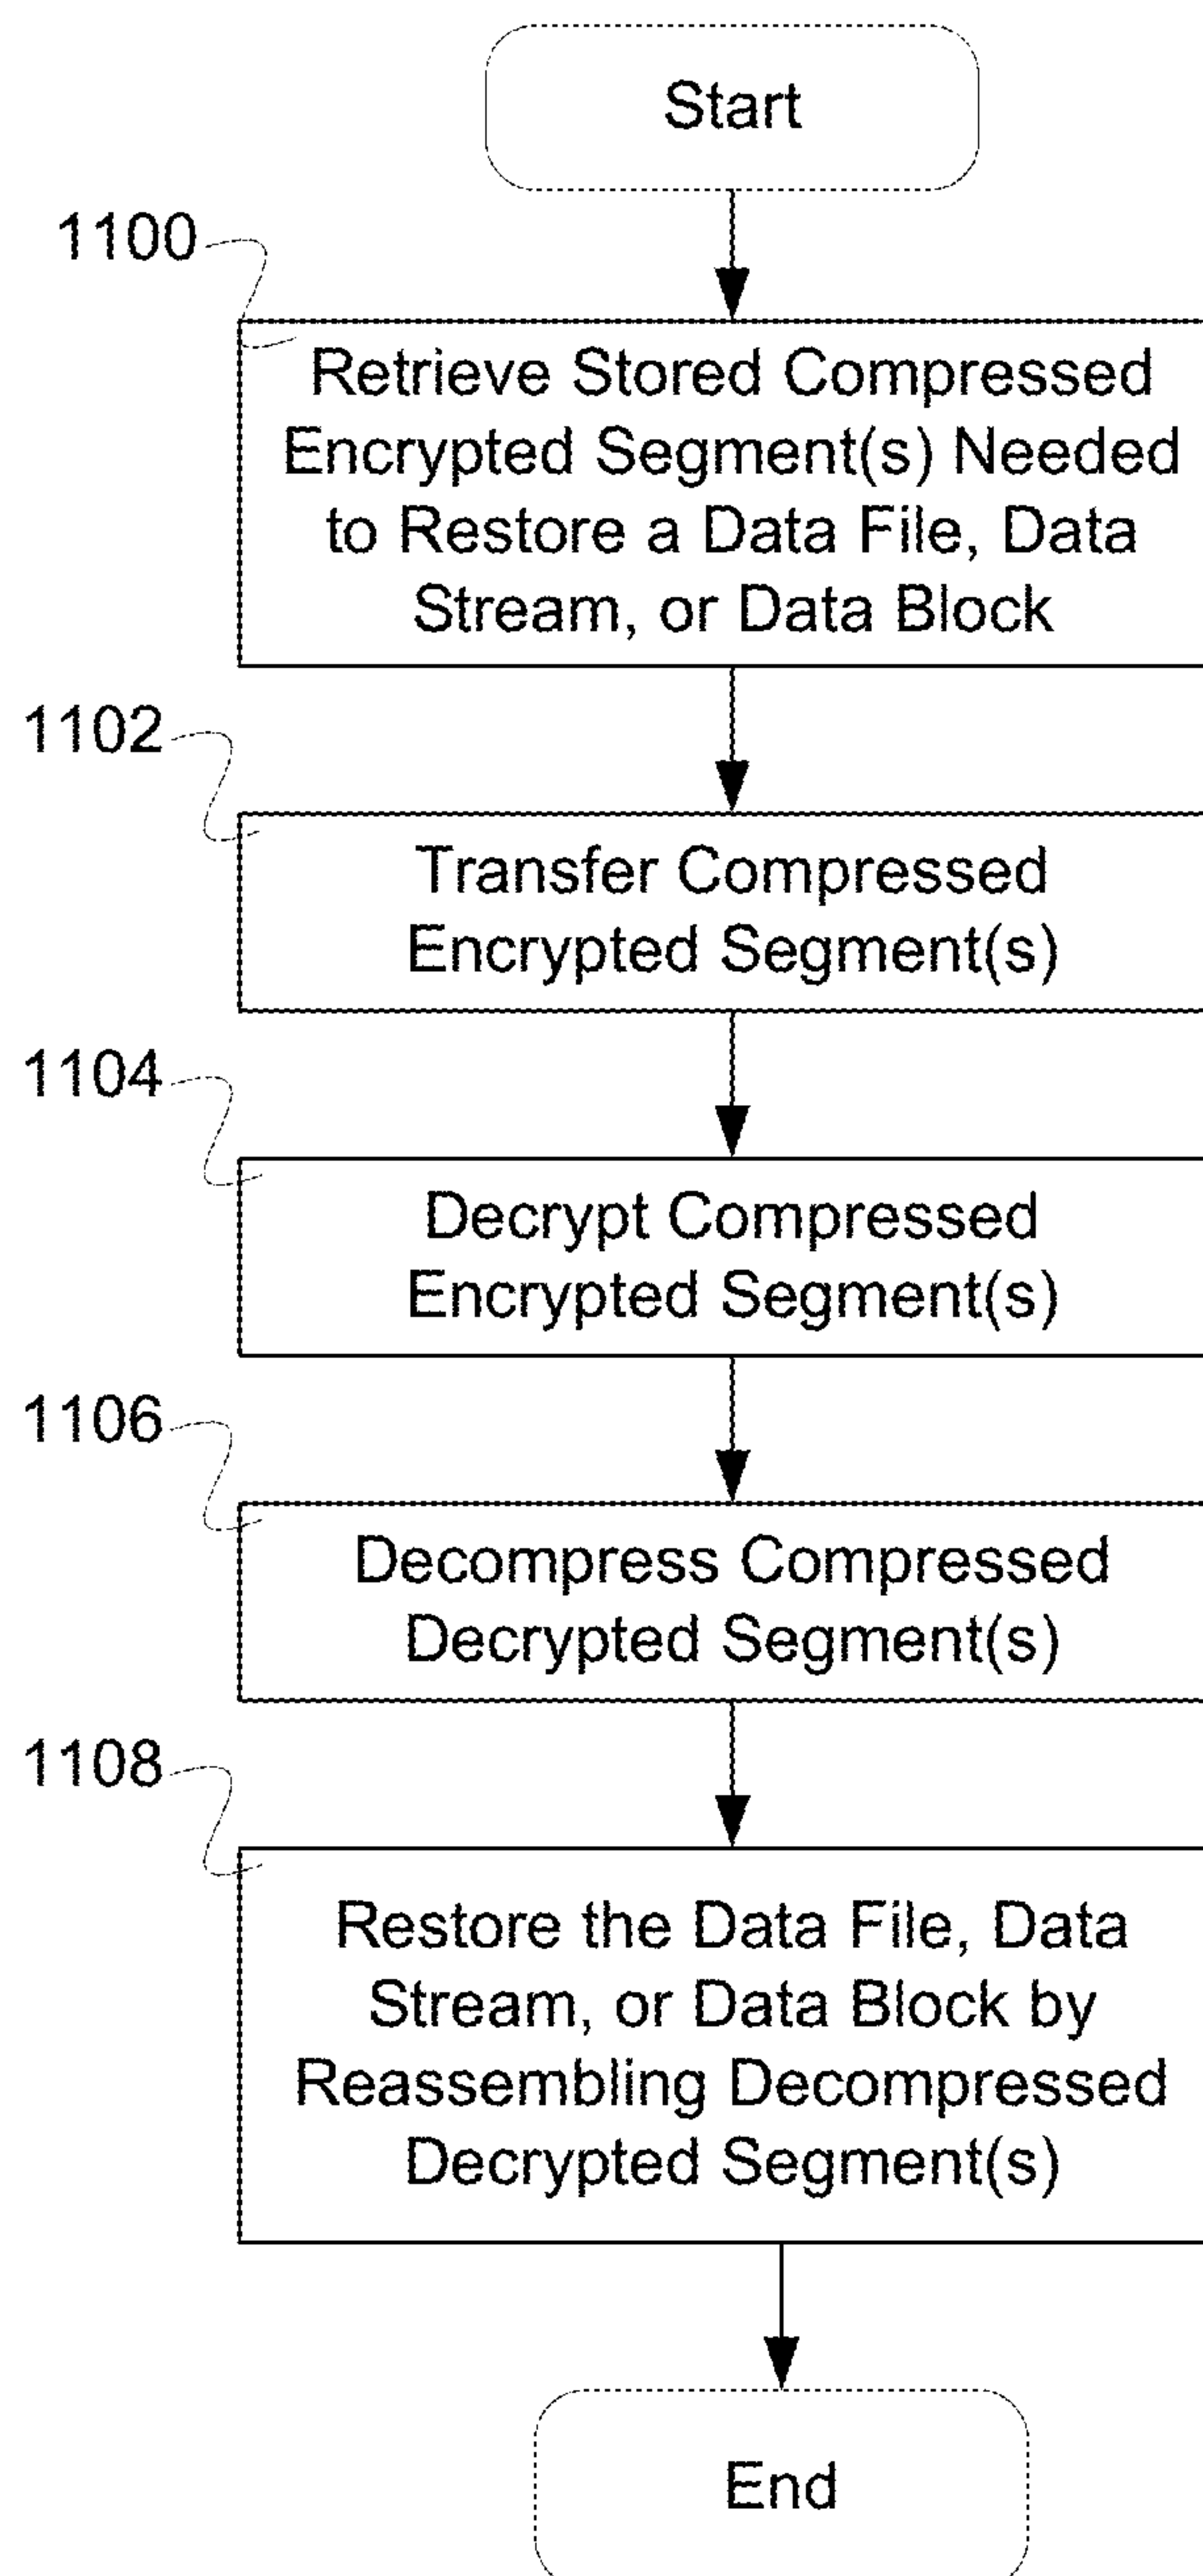 Start
1100
Retrieve Stored Compressed
Encrypted Segment(s) Needed
to Restore a Data File, Data
Stream, or Data Block
1102
Transfer Compressed
Encrypted Segment(s)
1104
Decrypt Compressed
Encrypted Segment(s)
1106
Decompress Compressed
Decrypted Segment(s)
1108
Restore the Data File, Data
Stream, or Data Block by
Reassembling Decompressed
Decrypted Segment(s)
End